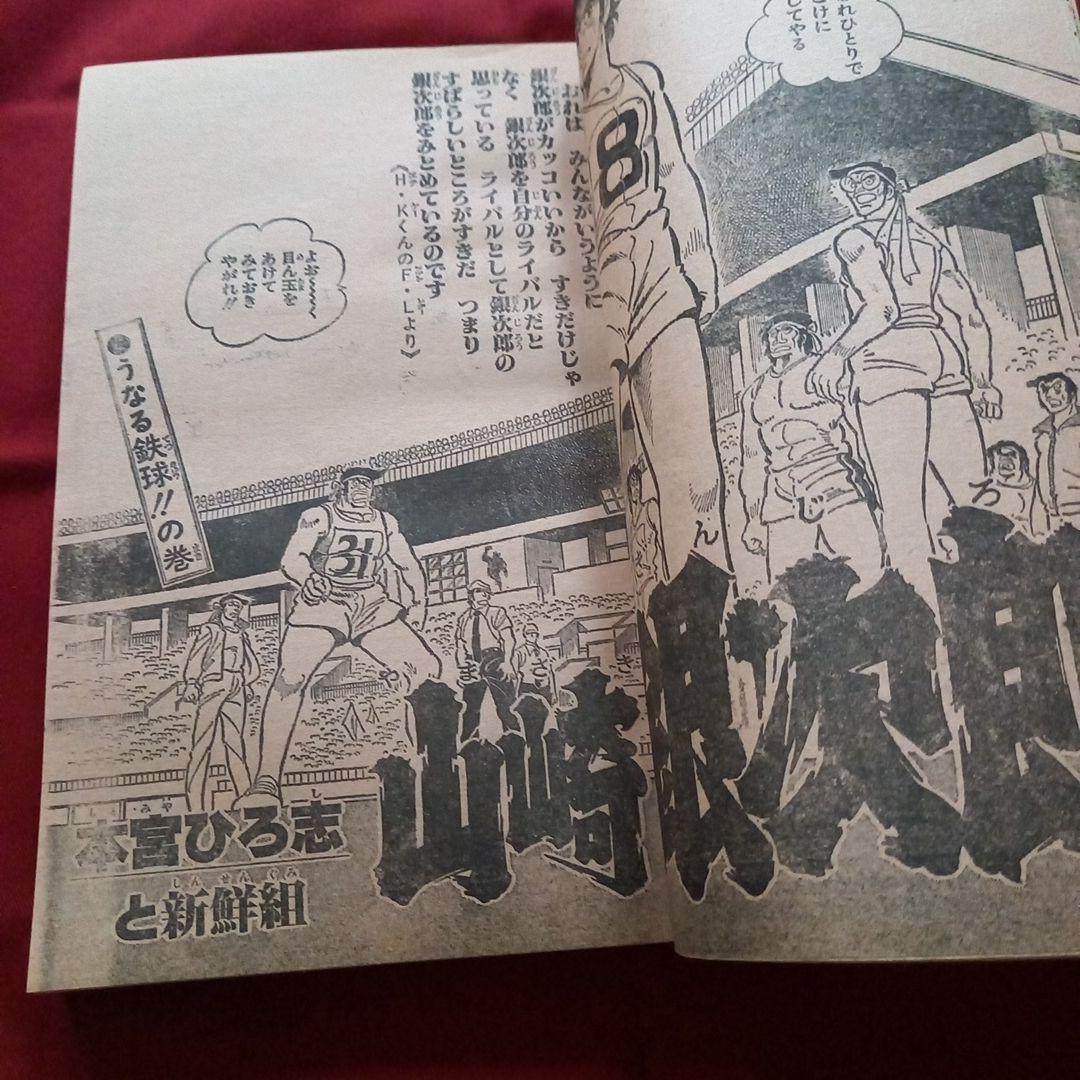 れひとりで
とけに
してやる
8
おれは みんながいうように
銀次郎がカッコいいから すきだけじゃ
なく 銀次郎を自分のライバルだと
思っている ライバルとして銀次郎の
すばらしいところがすきだ つまり
銀次郎をみとめているのです
《H・KくんのF・Lより》
よお～～～く
目ん玉を
あけて
みておき
やがれ!!
うなる鉄球!!の巻
31
山崎銀次郎
本宮ひろ志
と新鮮組